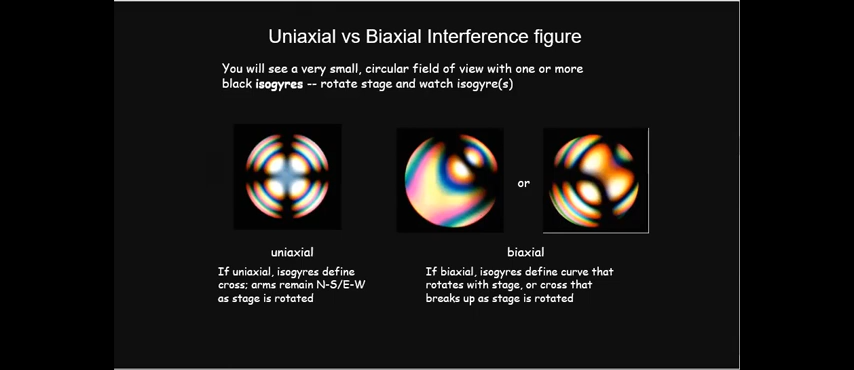 Uniaxial vs Biaxial Interference figure
You will see a very small, circular field of view with one or more
black isogyres -- rotate stage and watch isogyre(s)
or
uniaxial
biaxial
If uniaxial, isogyres define
cross; arms remain N-S/E-W
as stage is rotated
If biaxial, isogyres define curve that
rotates with stage, or cross that
breaks up as stage is rotated